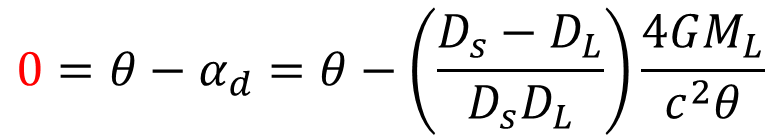 0 = θ − α_d = θ − ((D_s − D_L)/(D_s D_L)) (4GM_L)/(c²θ)